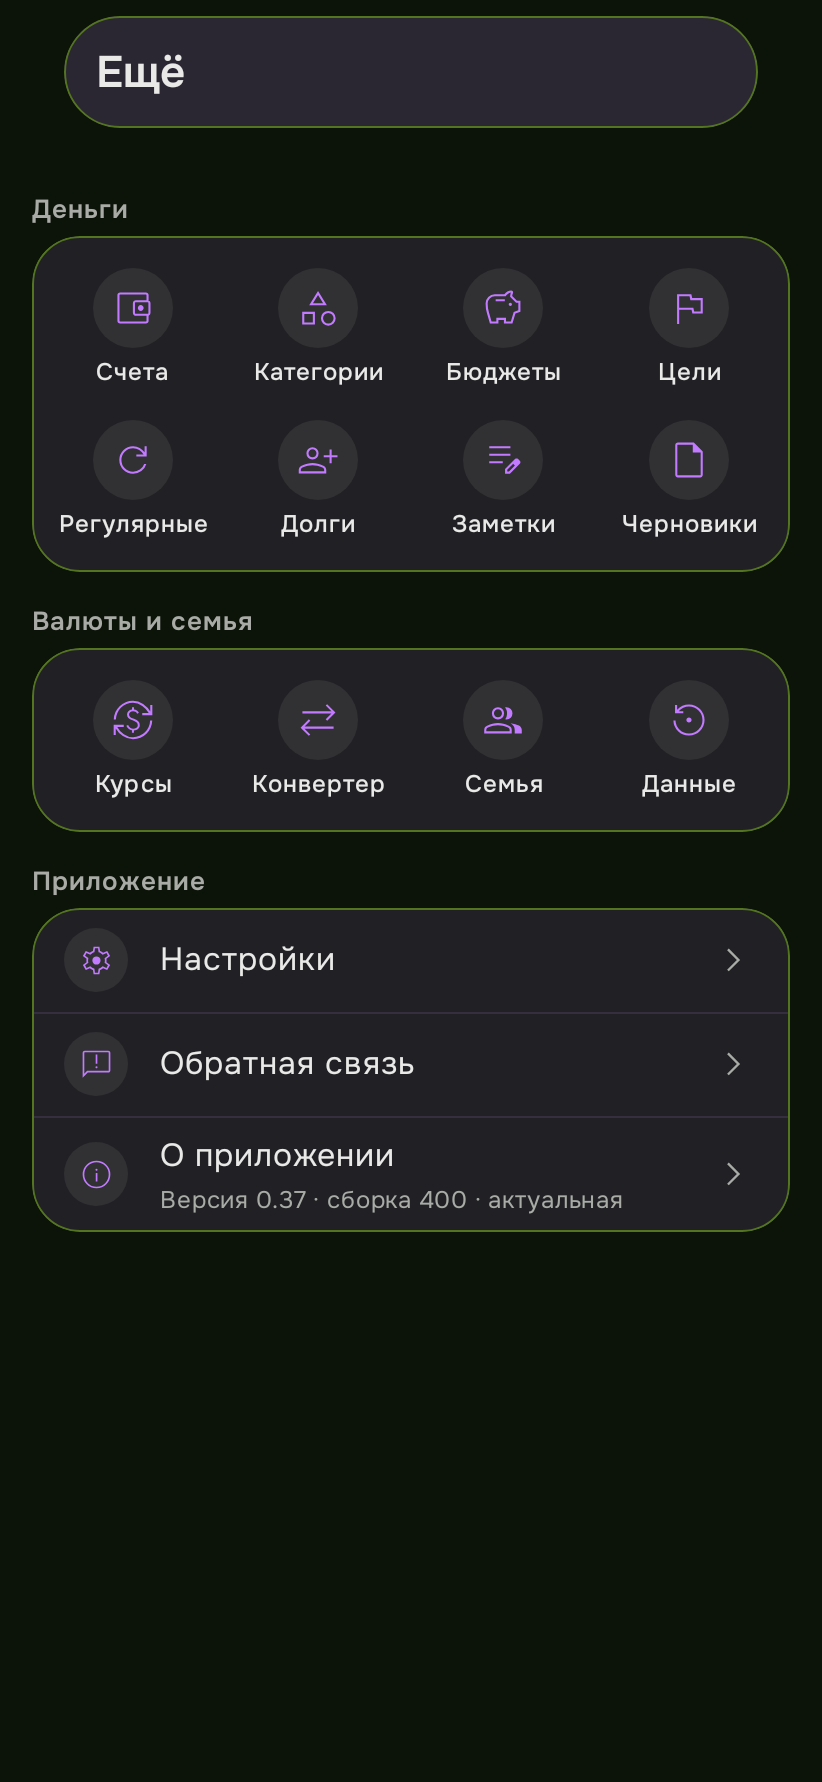 Ещё
Деньги
Счета
Категории
Бюджеты
Цели
Регулярные
Долги
Заметки
Черновики
Валюты и семья
Курсы
Конвертер
Семья
Данные
Приложение
Настройки
Обратная связь
О приложении
Версия 0.37 · сборка 400 · актуальная